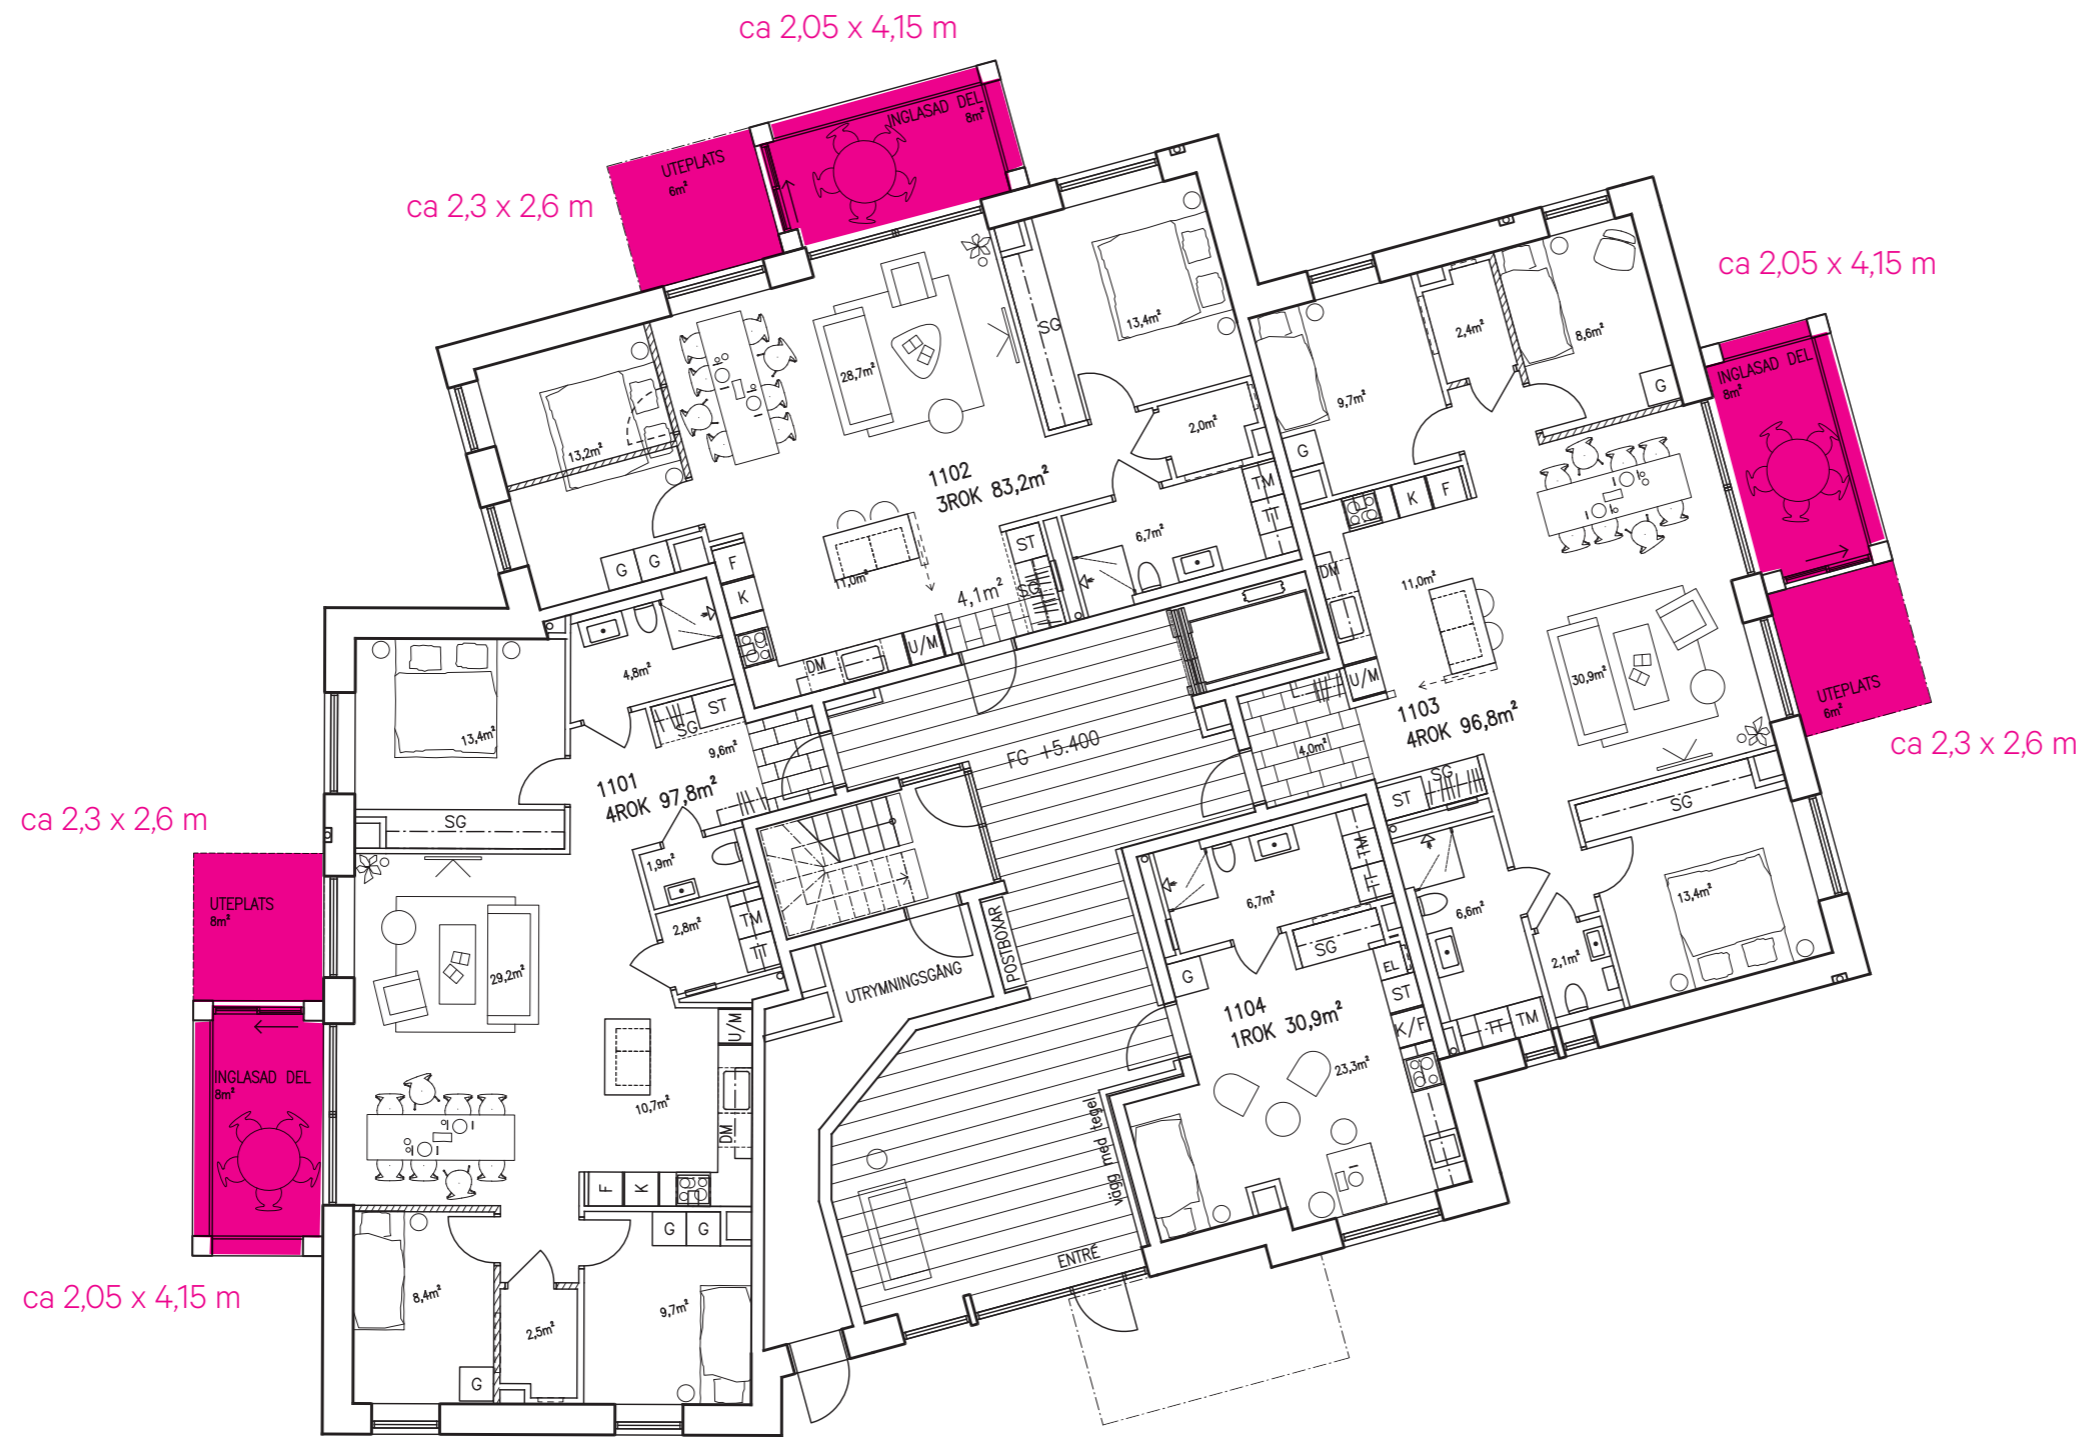 ca 2,05 x 4,15 m
INGLASAD DEL
8m²
UTEPLATS
6m²
ca 2,3 x 2,6 m
ca 2,05 x 4,15 m
SG
13,4m²
2,4m²
8,6m²
G
INGLASAD DEL
8m²
28,7m²
9,7m²
13,2m²
2,0m²
G
1102
3ROK 83,2m²
TM
TT
K
F
6,7m²
ST
SG
G
G
F
K
11,0m²
4,1m²
DM
U/M
DM
11,0m²
U/M
30,9m²
UTEPLATS
6m²
ca 2,3 x 2,6 m
1103
4ROK 96,8m²
4,8m²
ST
SG
9,6m²
13,4m²
FG +5.400
4,0m²
SG
ST
SG
1101
4ROK 97,8m²
ca 2,3 x 2,6 m
SG
1,9m²
TM
TT
6,7m²
13,4m²
UTEPLATS
8m²
2,8m²
TM
TT
29,2m²
POSTBOXAR
UTRYMNINGSGÅNG
SG
G
EL
ST
K/F
6,6m²
2,1m²
TT
TM
1104
1ROK 30,9m²
23,3m²
U/M
INGLASAD DEL
8m²
10,7m²
DM
vägg med tegel
F
K
G
G
ENTRÉ
ca 2,05 x 4,15 m
8,4m²
2,5m²
9,7m²
G